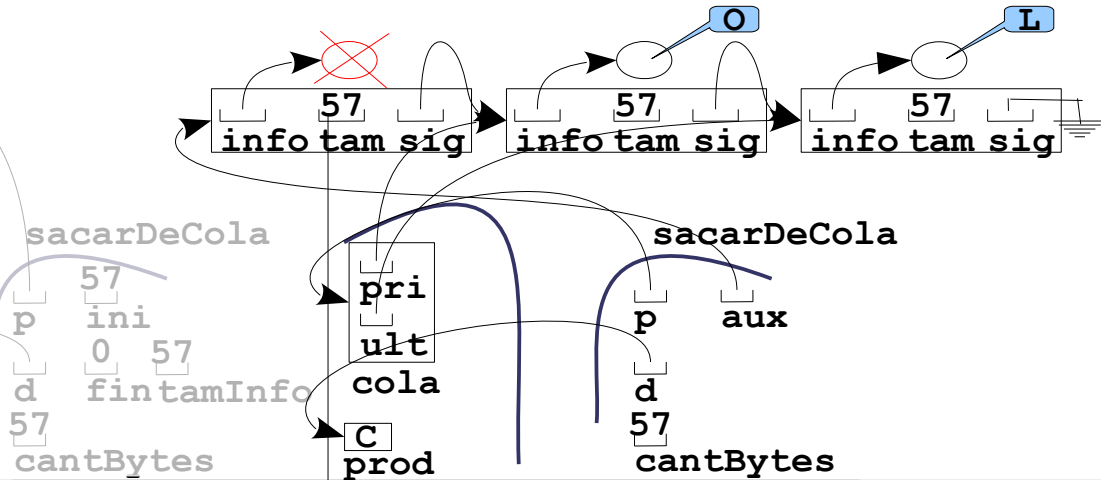 O L
57 57 57
info tam sig info tam sig info tam sig
sacarDeCola sacarDeCola
57
pri
p ini p aux
0 57 ult
cola
d fin tamInfo d
57 C 57
cantBytes prod cantBytes